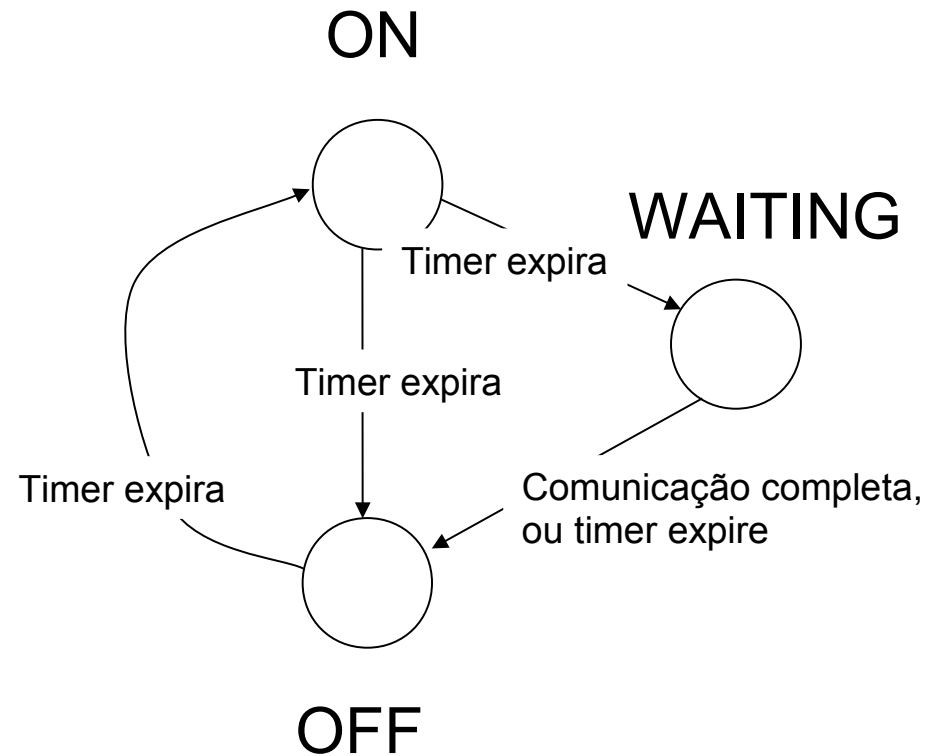 ON
WAITING
Timer expira
Timer expira
Timer expira
Comunicação completa,
ou timer expire
OFF